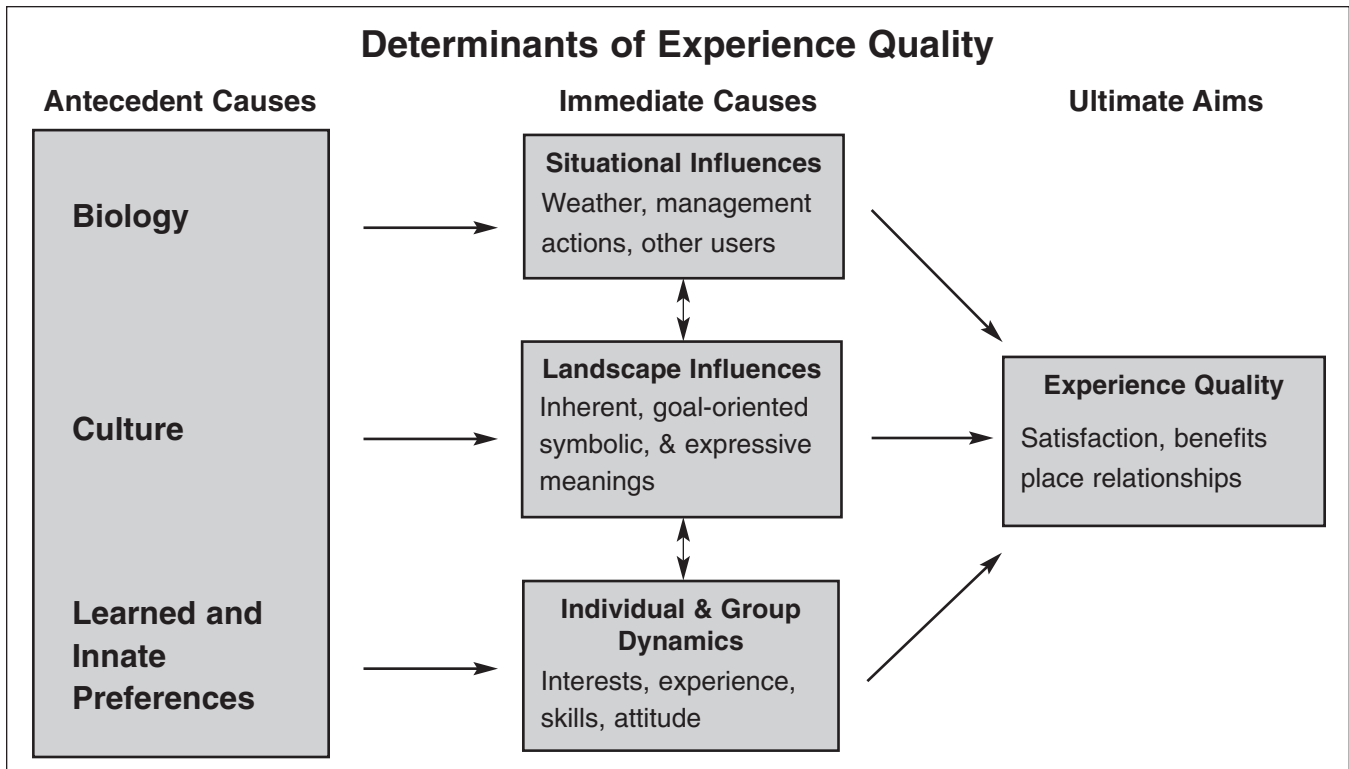 Determinants of Experience Quality
Antecedent Causes
Biology
Culture
Learned and
Innate
Preferences
Immediate Causes
Situational Influences
Weather, management
actions, other users
Landscape Influences
Inherent, goal-oriented
symbolic, & expressive
meanings
Individual & Group
Dynamics
Interests, experience,
skills, attitude
Ultimate Aims
Experience Quality
Satisfaction, benefits
place relationships